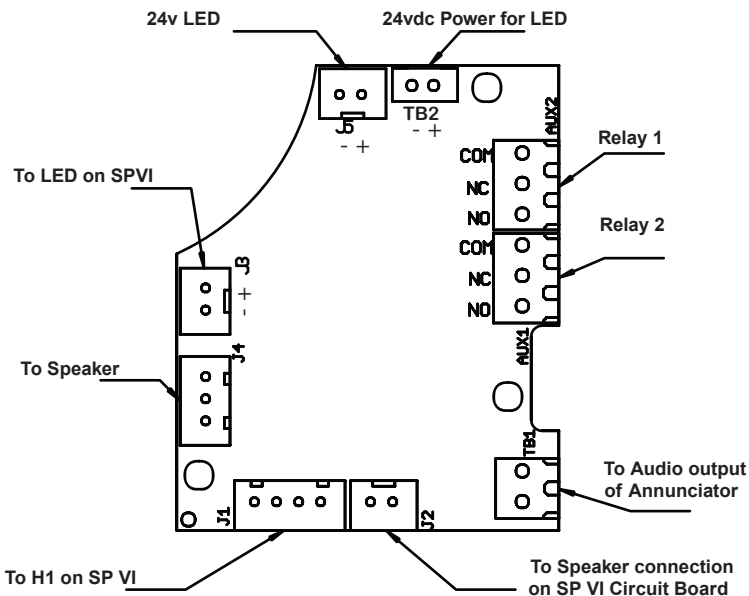 24v LED
24vdc Power for LED
J5
- +
TB2
- +
AUX2
COM
NC
NO
Relay 1
To LED on SPVI
Relay 2
COM
NC
NO
J3
- +
AUX1
J4
To Speaker
TB1
To Audio output
of Annunciator
J1
J2
To H1 on SP VI
To Speaker connection
on SP VI Circuit Board